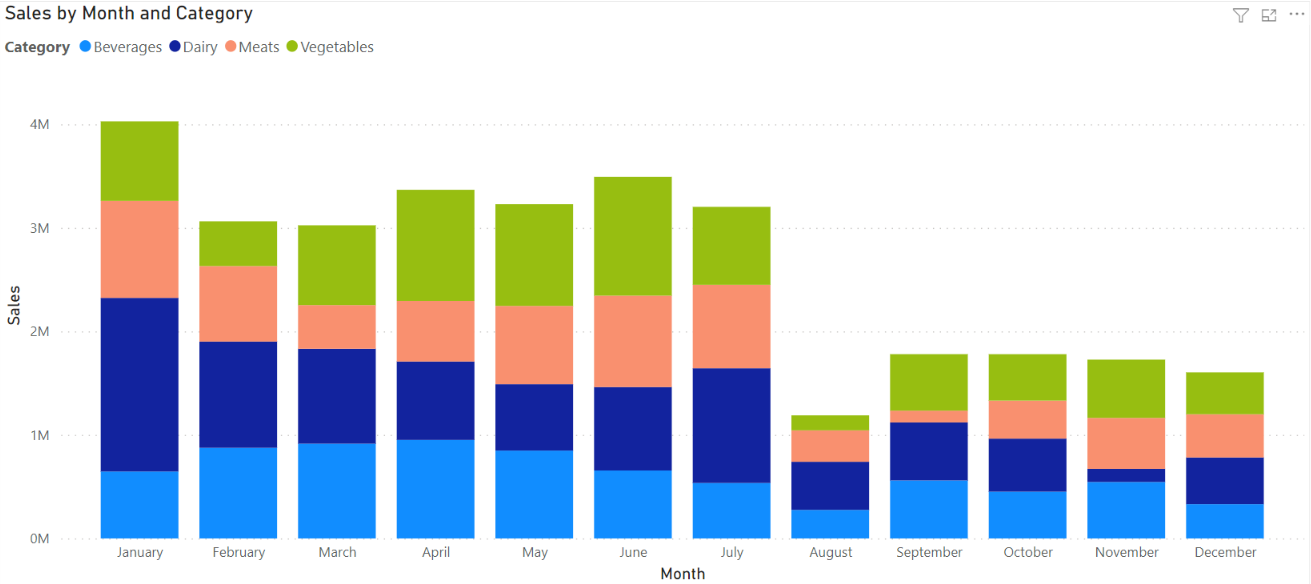 Sales by Month and Category
Category Beverages Dairy Meats Vegetables
4M
3M
2M
1M
0M
Sales
January February March April May June July August September October November December
Month